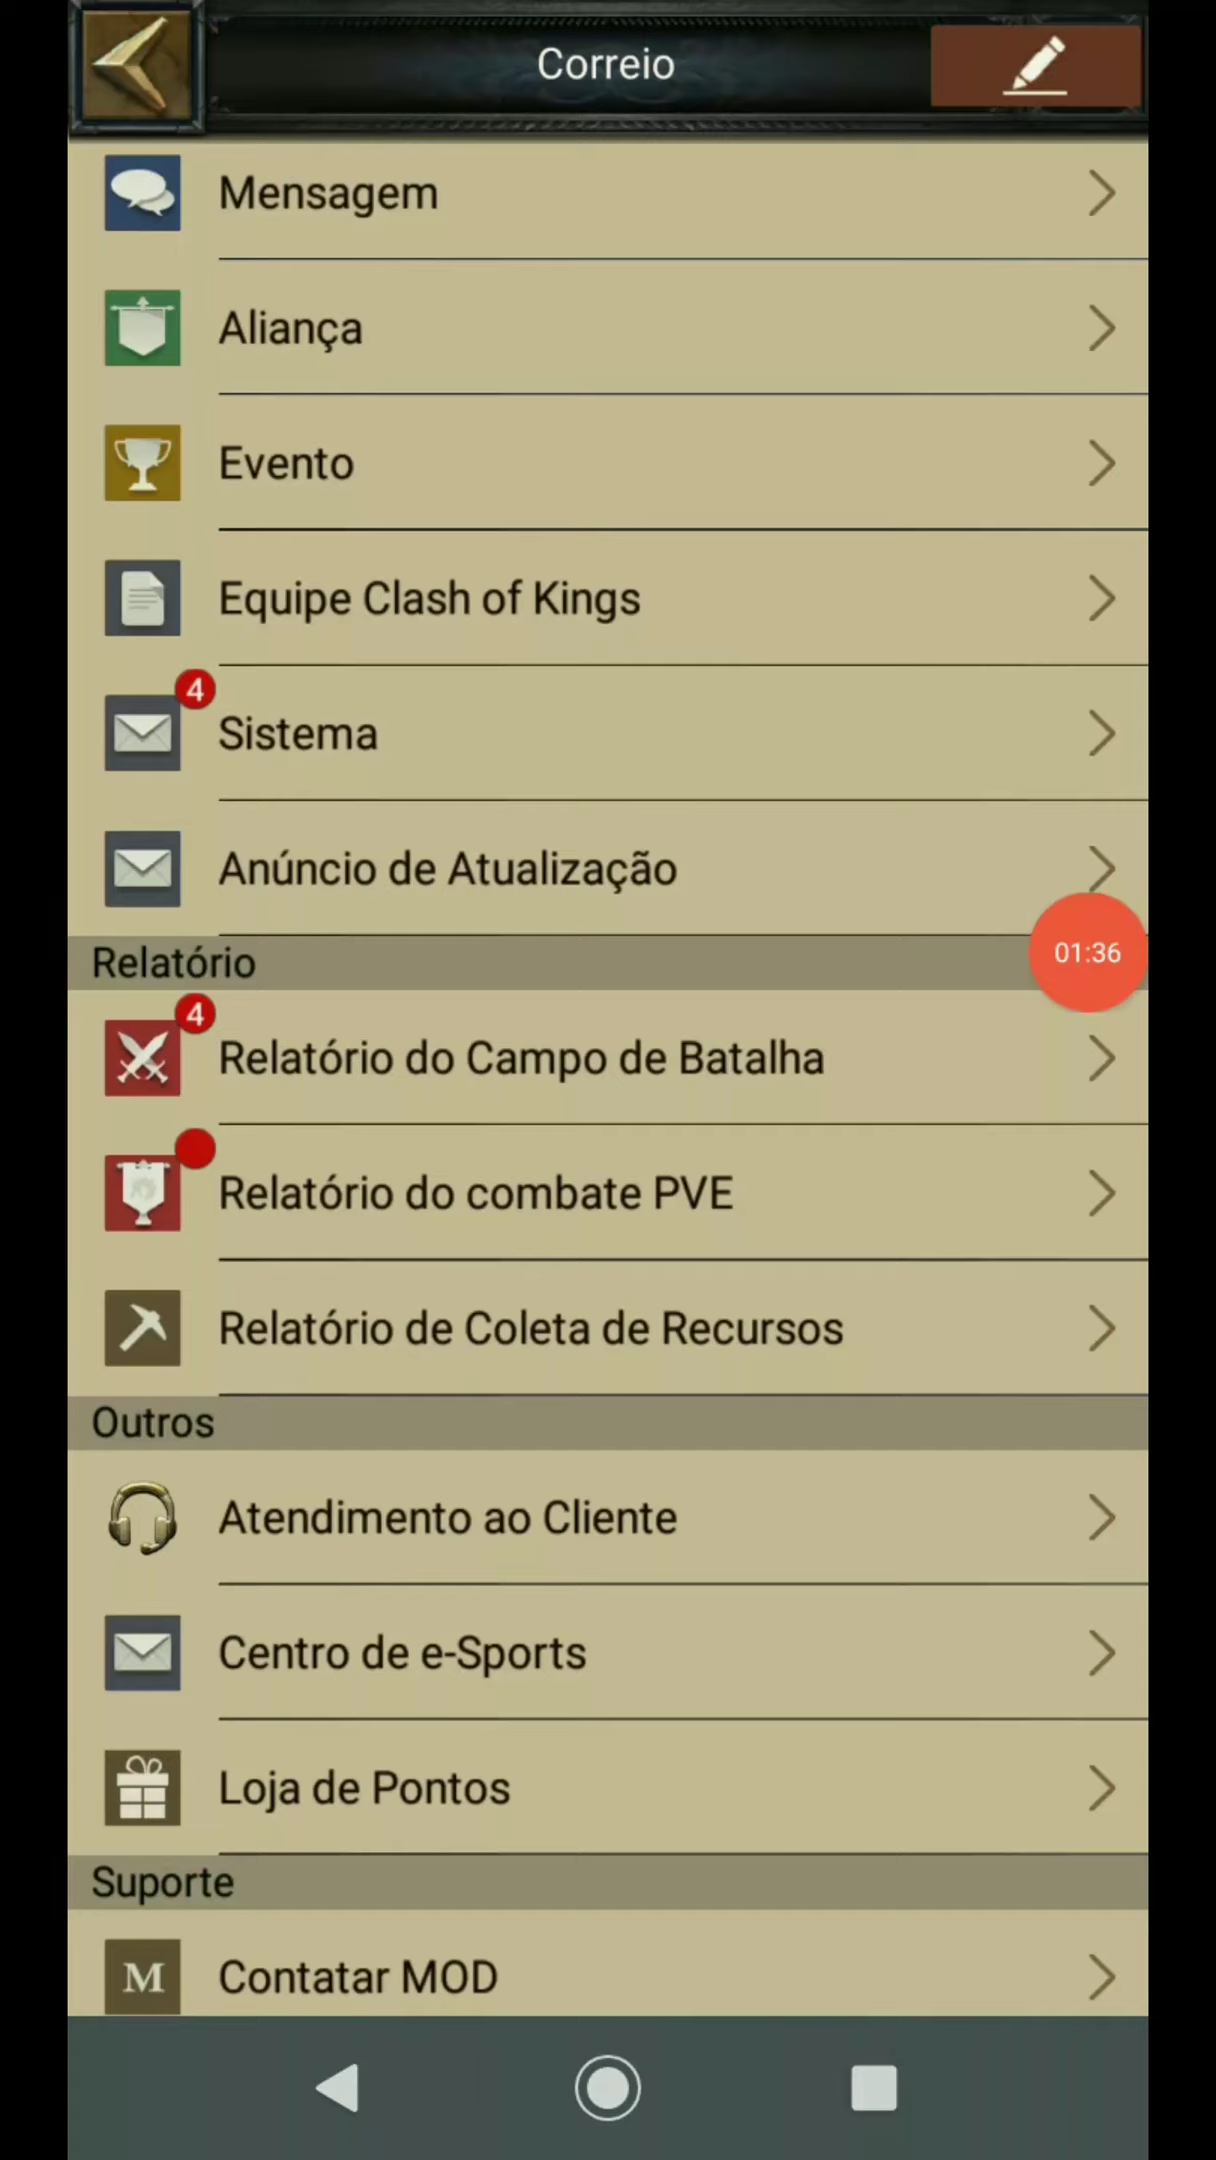 Correio
Mensagem
Aliança
Evento
Equipe Clash of Kings
4
Sistema
Anúncio de Atualização
Relatório
01:36
4
Relatório do Campo de Batalha
Relatório do combate PVE
Relatório de Coleta de Recursos
Outros
Atendimento ao Cliente
Centro de e-Sports
Loja de Pontos
Suporte
M Contatar MOD